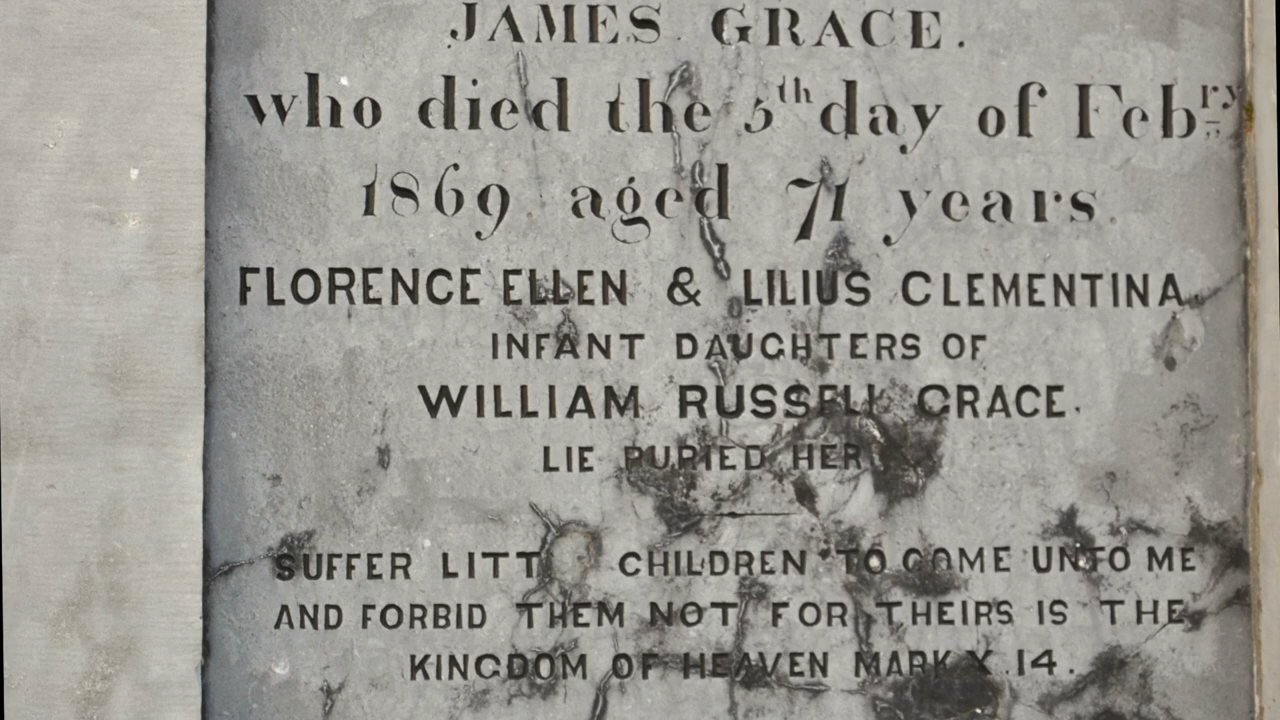 JAMES GRACE.
who died the 5th day of Febry
1869 aged 71 years.
FLORENCE ELLEN & LILIUS CLEMENTINA.
INFANT DAUGHTERS OF
WILLIAM RUSSELL GRACE.
LIE BURIED HERE
SUFFER LITT CHILDREN TO COME UNTO ME
AND FORBID THEM NOT FOR THEIRS IS THE
KINGDOM OF HEAVEN MARK X.14.